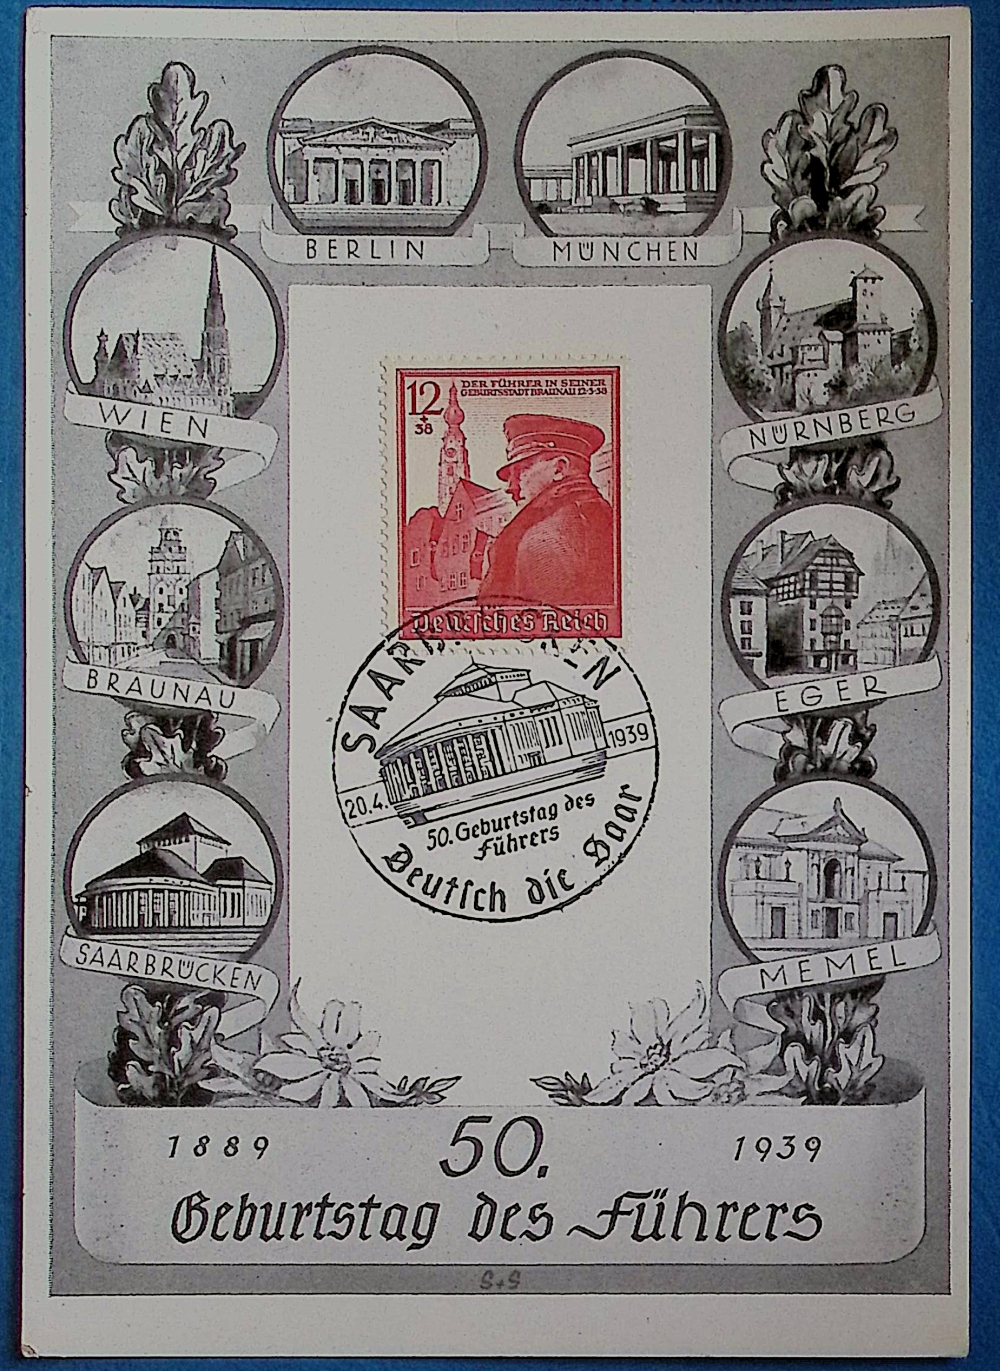 BERLIN
MÜNCHEN
WIEN
NÜRNBERG
12
+
38
DER FÜHRER IN SEINER
GEBURTSSTADT BRAUNAU 12·3·38
Deutsches Reich
BRAUNAU
EGER
20.4.
1939
50. Geburtstag des
Führers
Deutsch die Saar
SAARBRÜCKEN
MEMEL
1889
50.
1939
Geburtstag des Führers
S+S